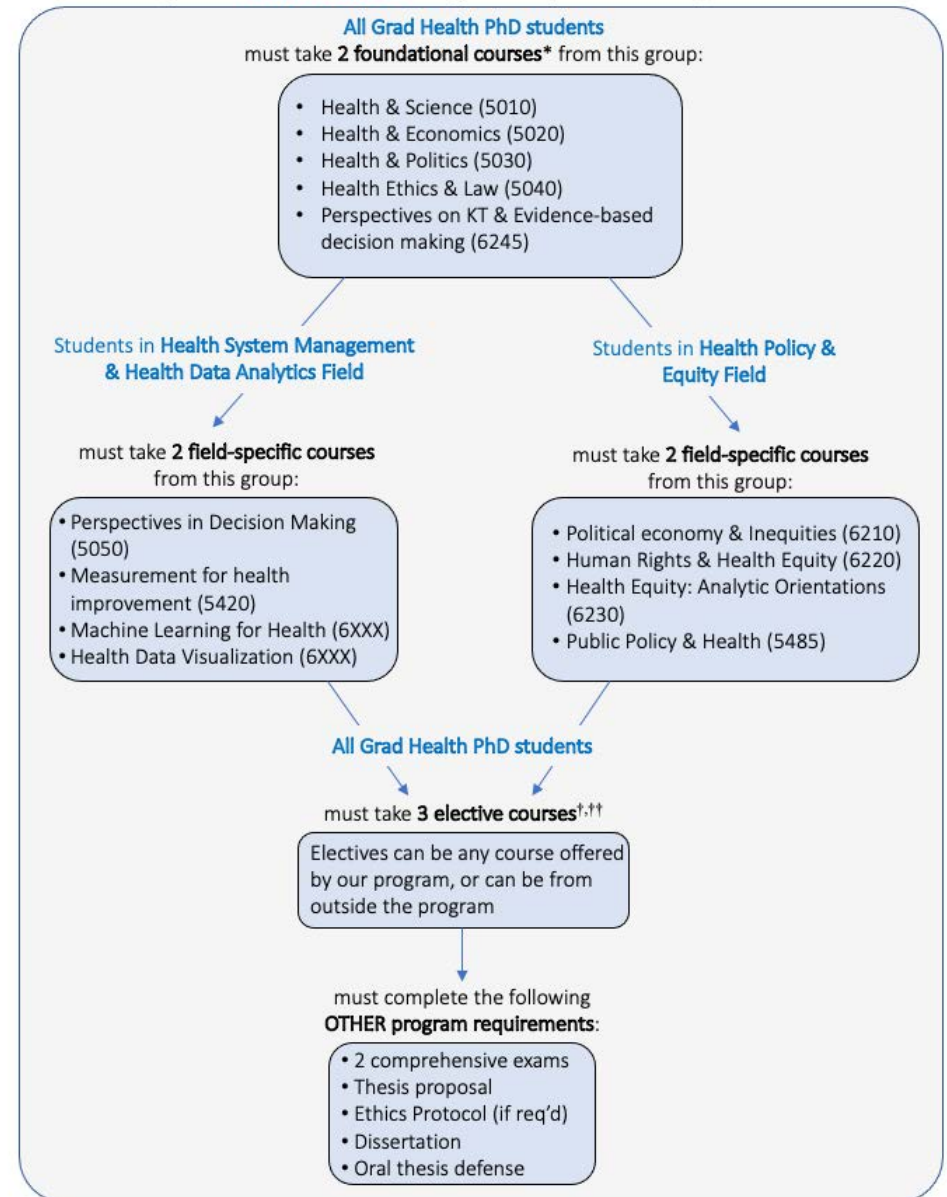 All Grad Health PhD students
must take 2 foundational courses* from this group:
• Health & Science (5010)
• Health & Economics (5020)
• Health & Politics (5030)
• Health Ethics & Law (5040)
• Perspectives on KT & Evidence-based
decision making (6245)
Students in Health System Management
& Health Data Analytics Field
must take 2 field-specific courses
from this group:
• Perspectives in Decision Making
(5050)
• Measurement for health
improvement (5420)
• Machine Learning for Health (6XXX)
• Health Data Visualization (6XXX)
Students in Health Policy &
Equity Field
must take 2 field-specific courses
from this group:
• Political economy & Inequities (6210)
• Human Rights & Health Equity (6220)
• Health Equity: Analytic Orientations
(6230)
• Public Policy & Health (5485)
All Grad Health PhD students
must take 3 elective courses†,††
Electives can be any course offered
by our program, or can be from
outside the program
must complete the following
OTHER program requirements:
• 2 comprehensive exams
• Thesis proposal
• Ethics Protocol (if req'd)
• Dissertation
• Oral thesis defense